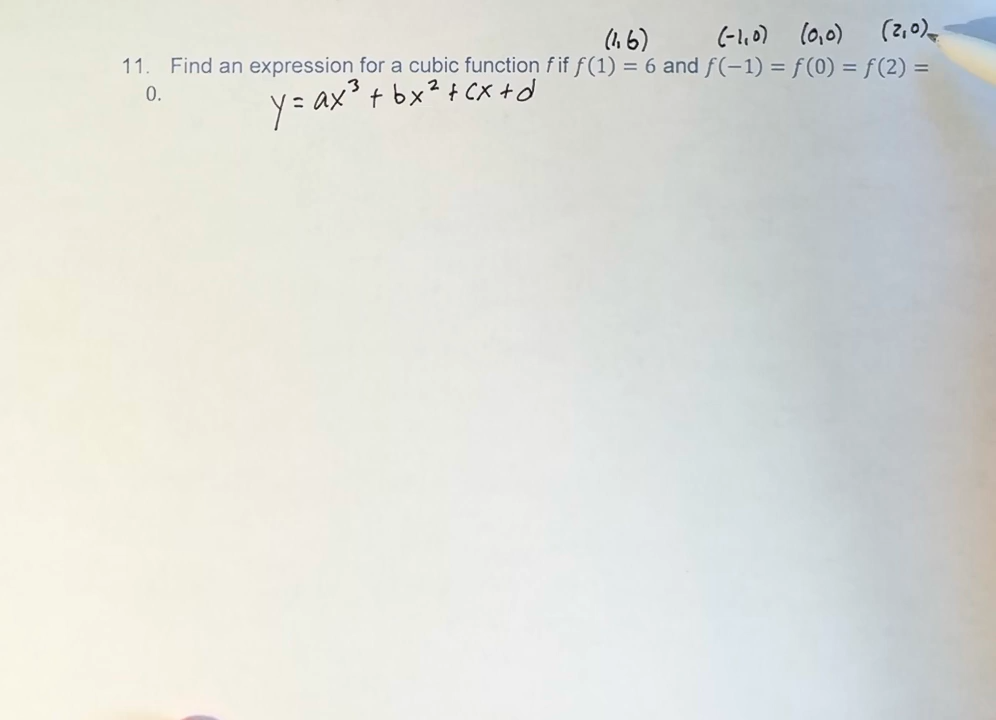 (1,6) (-1,0) (0,0) (2,0)
11. Find an expression for a cubic function f if f(1) = 6 and f(−1) = f(0) = f(2) =
0.
y = ax³ + bx² + cx + d